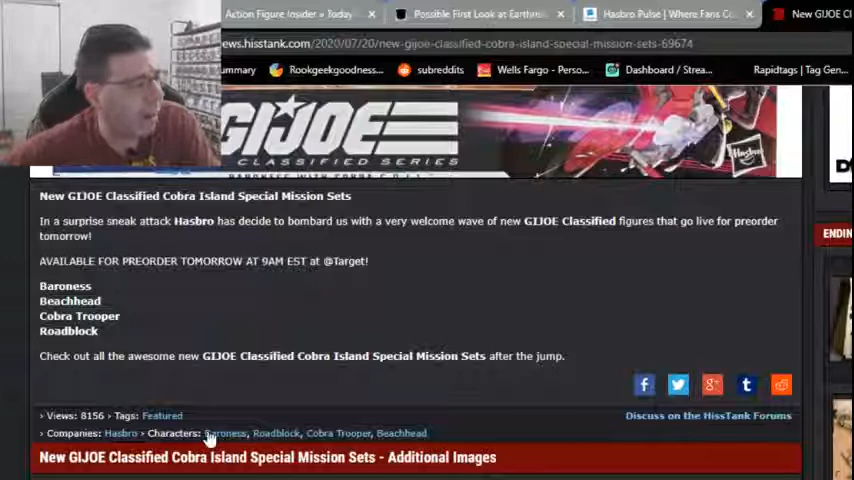 Action Figure Insider » Today
Possible First Look at Earthris
Hasbro Pulse | Where Fans Co
New GIJOE Cl
ews.hisstank.com/2020/07/20/new-gijoe-classified-cobra-island-special-mission-sets-69674
ummary
Rookgeekgoodness...
subreddits
Wells Fargo - Perso...
Dashboard / Strea...
Rapidtags | Tag Gen...
GIJOE
CLASSIFIED SERIES
BARONESS WITH COBRA C.O.I.L.
Hasbro
New GIJOE Classified Cobra Island Special Mission Sets
In a surprise sneak attack Hasbro has decide to bombard us with a very welcome wave of new GIJOE Classified figures that go live for preorder
tomorrow!
ENDIN
AVAILABLE FOR PREORDER TOMORROW AT 9AM EST at @Target!
Baroness
Beachhead
Cobra Trooper
Roadblock
Check out all the awesome new GIJOE Classified Cobra Island Special Mission Sets after the jump.
› Views: 8156 › Tags: Featured
Discuss on the HissTank Forums
› Companies: Hasbro › Characters: Baroness, Roadblock, Cobra Trooper, Beachhead
New GIJOE Classified Cobra Island Special Mission Sets - Additional Images